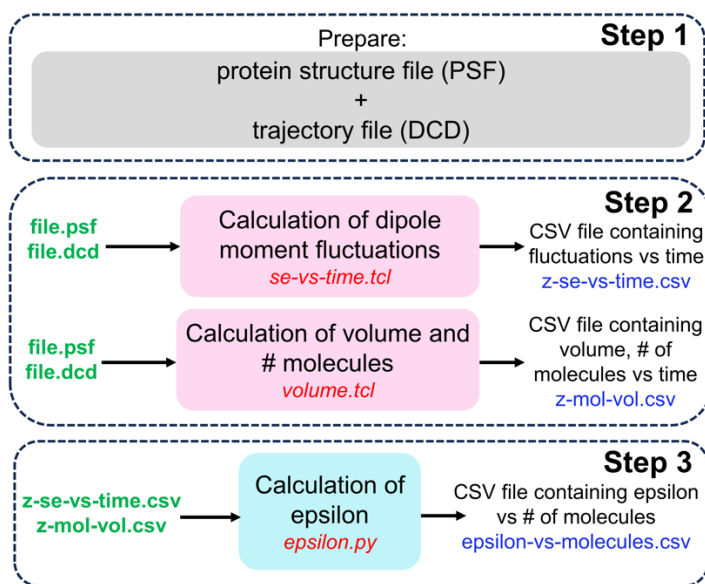 Prepare:
Step 1
protein structure file (PSF)
+
trajectory file (DCD)
Step 2
file.psf
file.dcd
Calculation of dipole
moment fluctuations
se-vs-time.tcl
CSV file containing
fluctuations vs time
z-se-vs-time.csv
file.psf
file.dcd
Calculation of volume and
# molecules
volume.tcl
CSV file containing
volume, # of
molecules vs time
z-mol-vol.csv
Step 3
z-se-vs-time.csv
z-mol-vol.csv
Calculation of
epsilon
epsilon.py
CSV file containing epsilon
vs # of molecules
epsilon-vs-molecules.csv